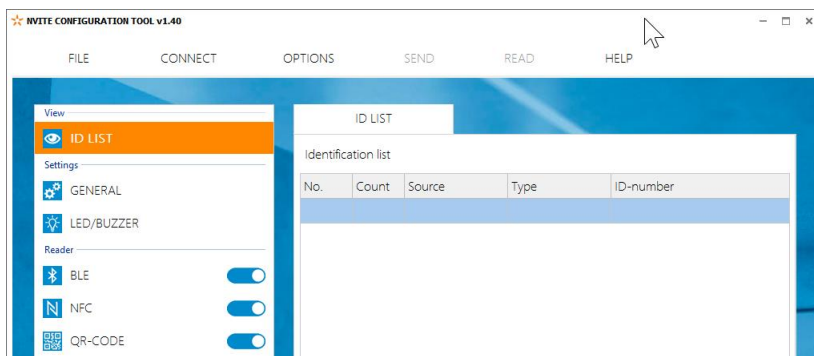 NVITE CONFIGURATION TOOL v1.40
FILE CONNECT OPTIONS SEND READ HELP
View
ID LIST
Settings
GENERAL
LED/BUZZER
Reader
BLE
NFC
QR-CODE
ID LIST
Identification list
No. Count Source Type ID-number